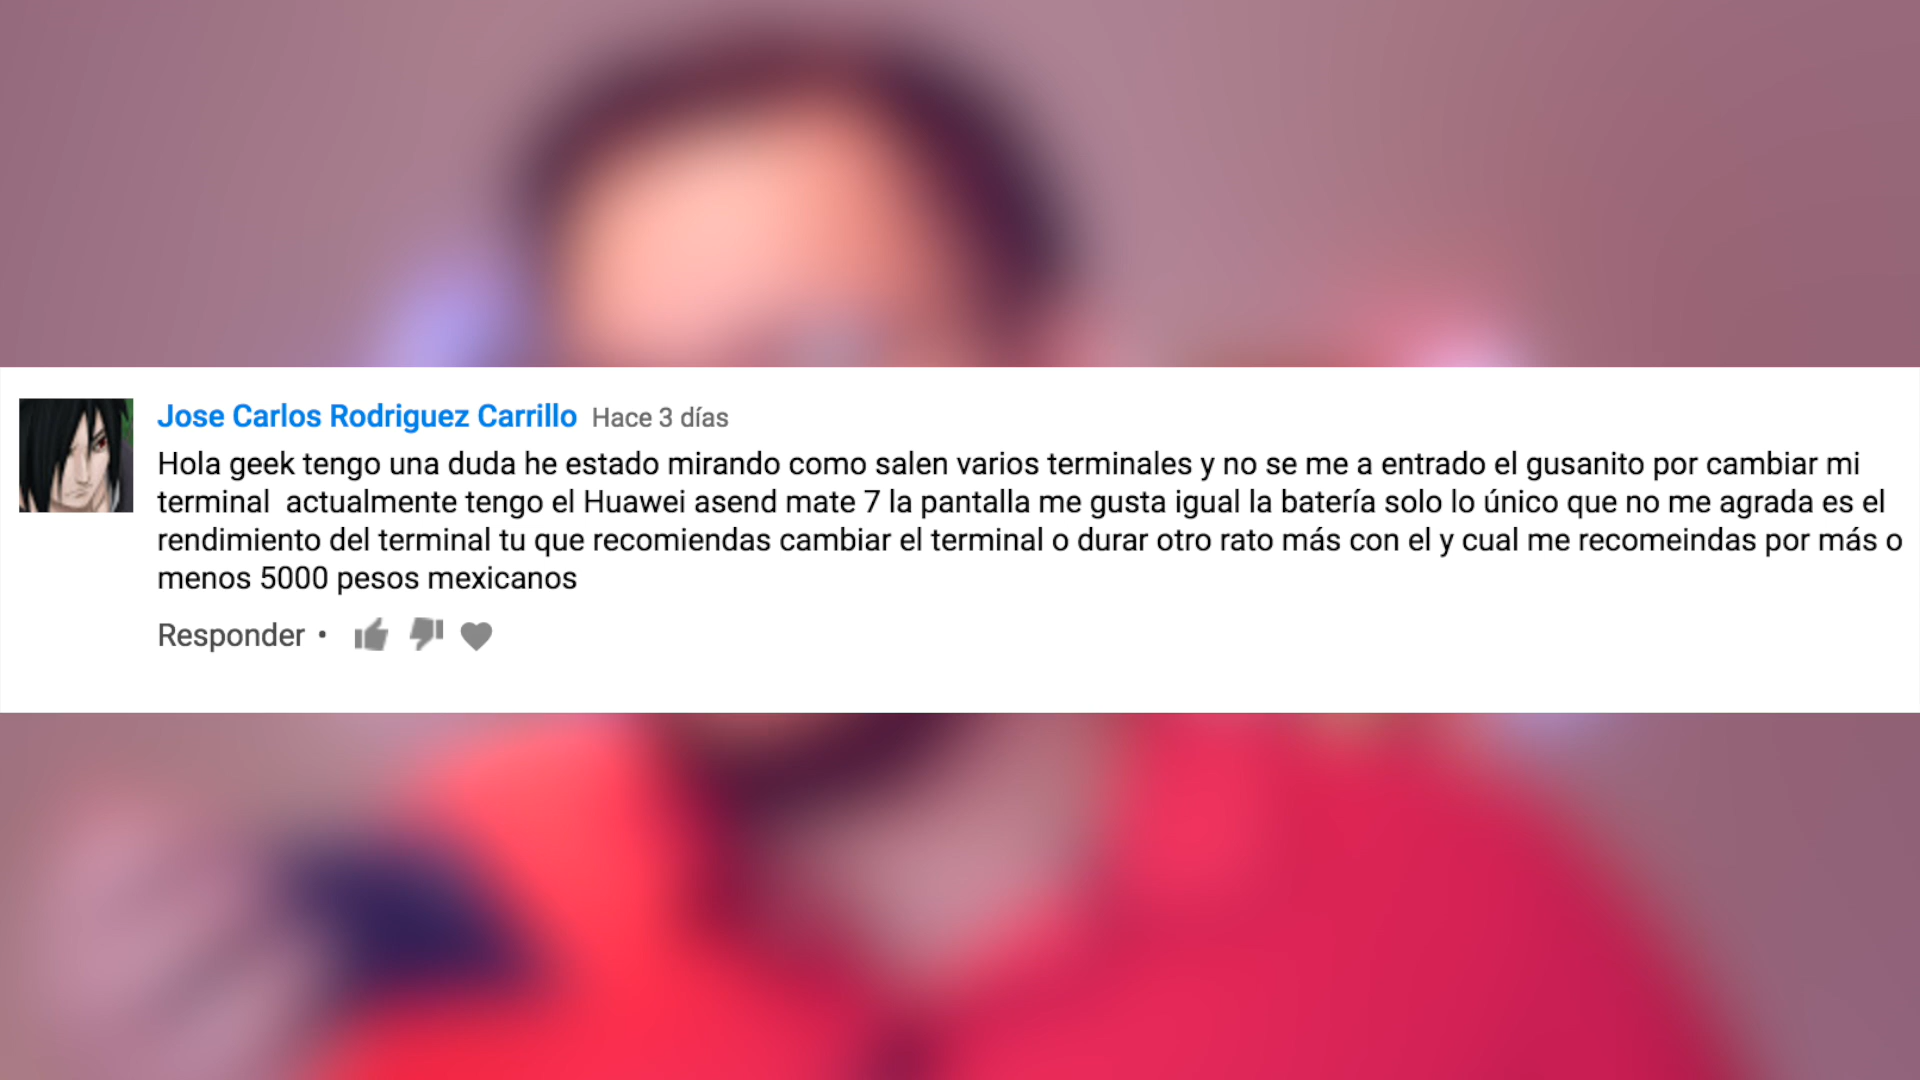 Jose Carlos Rodriguez Carrillo Hace 3 días
Hola geek tengo una duda he estado mirando como salen varios terminales y no se me a entrado el gusanito por cambiar mi
terminal  actualmente tengo el Huawei asend mate 7 la pantalla me gusta igual la batería solo lo único que no me agrada es el
rendimiento del terminal tu que recomiendas cambiar el terminal o durar otro rato más con el y cual me recomeindas por más o
menos 5000 pesos mexicanos
Responder •